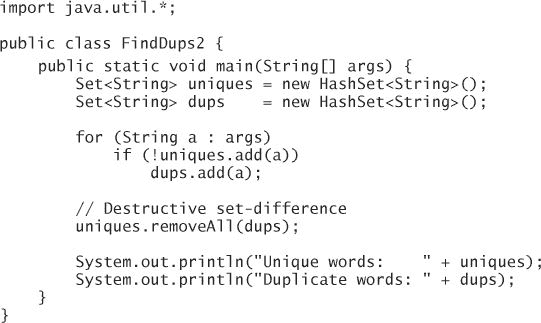 import java.util.*;
public class FindDups2 {
public static void main(String[] args) {
Set<String> uniques = new HashSet<String>();
Set<String> dups    = new HashSet<String>();
for (String a : args)
if (!uniques.add(a))
dups.add(a);
// Destructive set-difference
uniques.removeAll(dups);
System.out.println("Unique words:    " + uniques);
System.out.println("Duplicate words: " + dups);
}
}